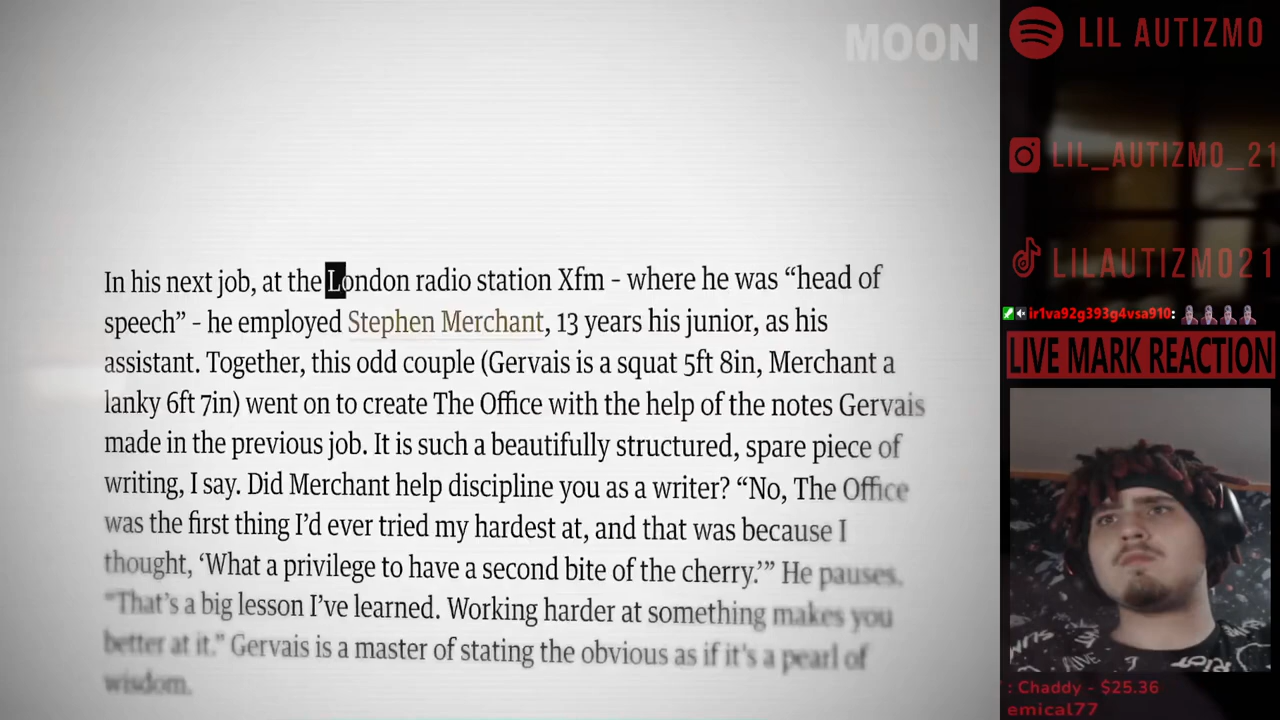 MOON
In his next job, at the London radio station Xfm – where he was “head of
speech” – he employed Stephen Merchant, 13 years his junior, as his
assistant. Together, this odd couple (Gervais is a squat 5ft 8in, Merchant a
lanky 6ft 7in) went on to create The Office with the help of the notes Gervais
made in the previous job. It is such a beautifully structured, spare piece of
writing, I say. Did Merchant help discipline you as a writer? “No, The Office
was the first thing I’d ever tried my hardest at, and that was because I
thought, ‘What a privilege to have a second bite of the cherry.’” He pauses.
“That’s a big lesson I’ve learned. Working harder at something makes you
better at it.” Gervais is a master of stating the obvious as if it’s a pearl of
wisdom.
LIL AUTIZMO
LIL_AUTIZMO_21
LILAUTIZMO21
ir1va92g393g4vsa910:
LIVE MARK REACTION
: Chaddy - $25.36
emical77